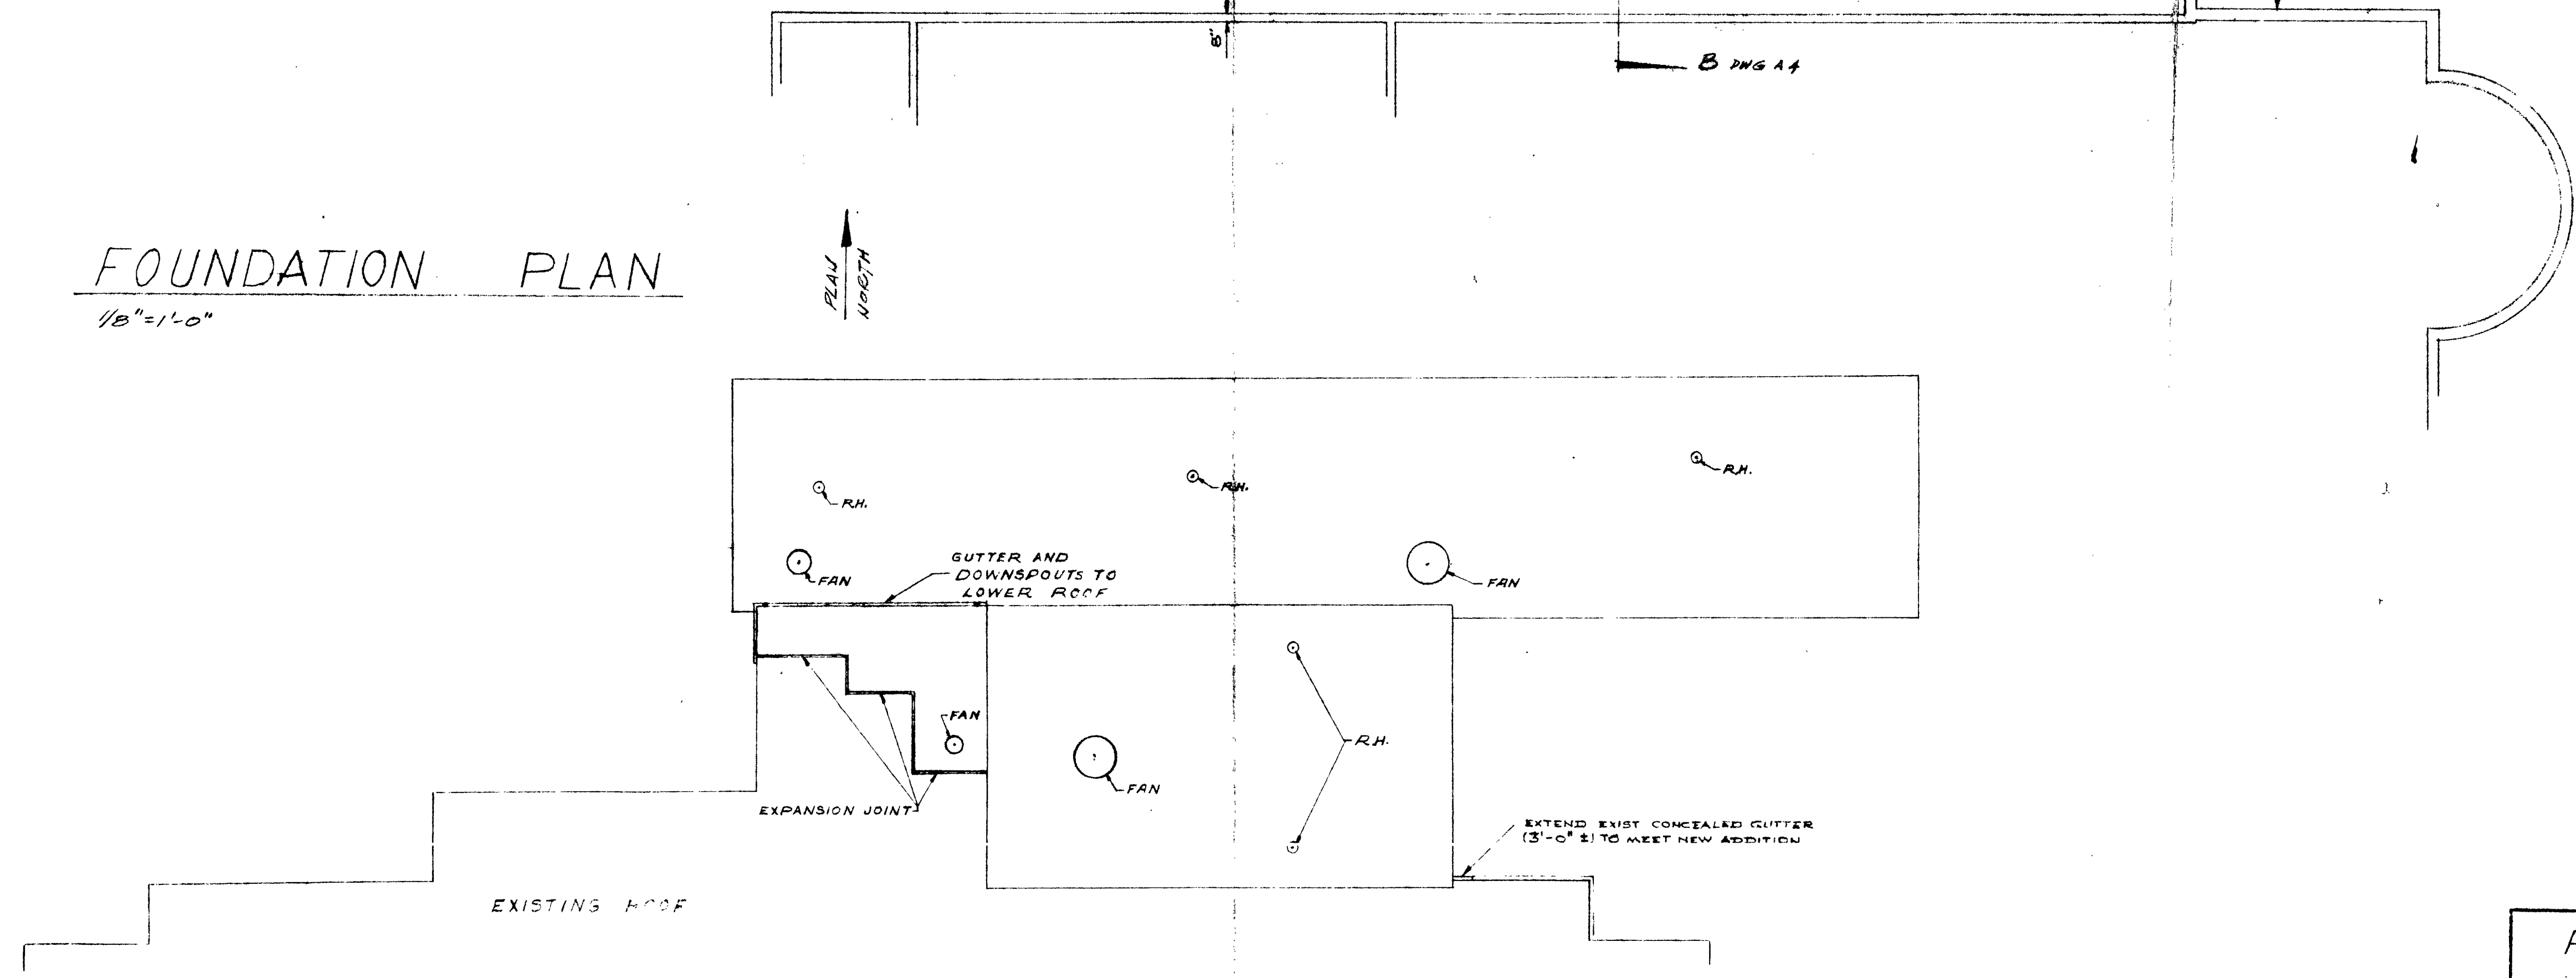 8"
B DWG A4
FOUNDATION PLAN
1/8"=1'-0"
PLAN
NORTH
R.H.
R.H.
R.H.
GUTTER AND
DOWNSPOUTS TO
LOWER ROOF
FAN
FAN
FAN
R.H.
FAN
EXPANSION JOINT
EXTEND EXIST CONCEALED GUTTER
(3'-0" ±) TO MEET NEW ADDITION
EXISTING ROOF